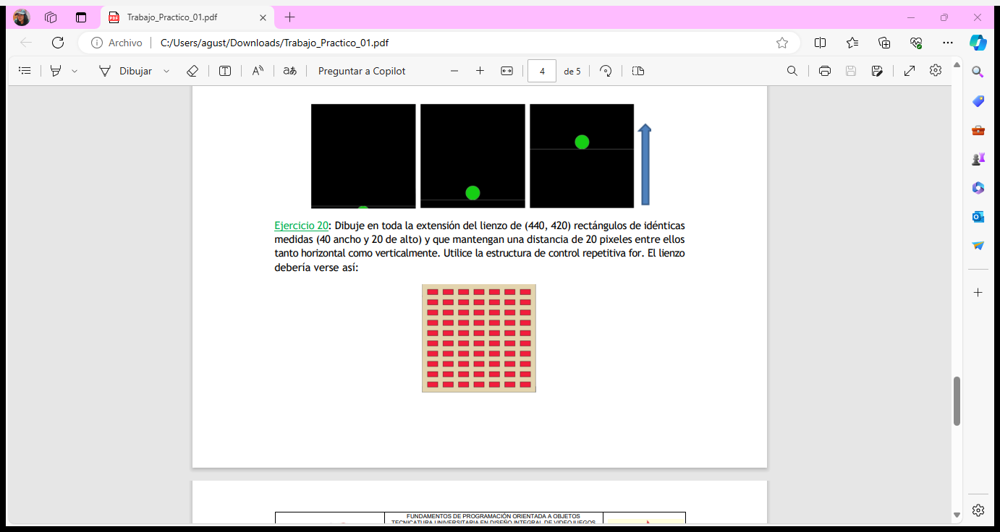 Trabajo_Practico_01.pdf
Archivo C:/Users/agust/Downloads/Trabajo_Practico_01.pdf
Dibujar aあ Preguntar a Copilot 4 de 5
Ejercicio 20: Dibuje en toda la extensión del lienzo de (440, 420) rectángulos de idénticas
medidas (40 ancho y 20 de alto) y que mantengan una distancia de 20 pixeles entre ellos
tanto horizontal como verticalmente. Utilice la estructura de control repetitiva for. El lienzo
debería verse así:
FUNDAMENTOS DE PROGRAMACIÓN ORIENTADA A OBJETOS
TECNICATURA UNIVERSITARIA EN DISEÑO INTEGRAL DE VIDEOJUEGOS